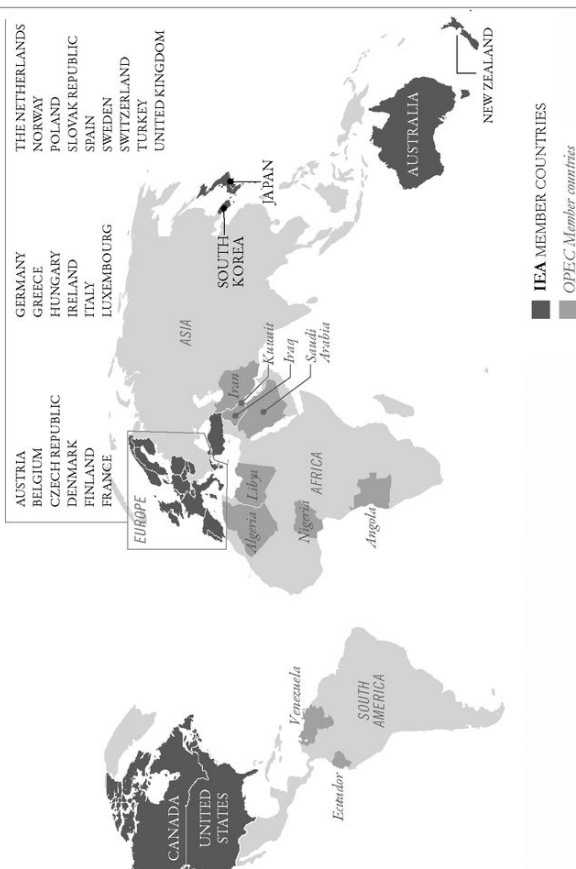 AUSTRIA
BELGIUM
CZECH REPUBLIC
DENMARK
FINLAND
FRANCE
GERMANY
GREECE
HUNGARY
IRELAND
ITALY
LUXEMBOURG
THE NETHERLANDS
NORWAY
POLAND
SLOVAK REPUBLIC
SPAIN
SWEDEN
SWITZERLAND
TURKEY
UNITED KINGDOM
EUROPE
ASIA
CANADA
UNITED
STATES
SOUTH
KOREA
JAPAN
Iran
Kuwait
Iraq
Saudi
Arabia
Algeria
Libya
AFRICA
Nigeria
Angola
Venezuela
Ecuador
SOUTH
AMERICA
AUSTRALIA
NEW ZEALAND
IEA MEMBER COUNTRIES
OPEC Member countries